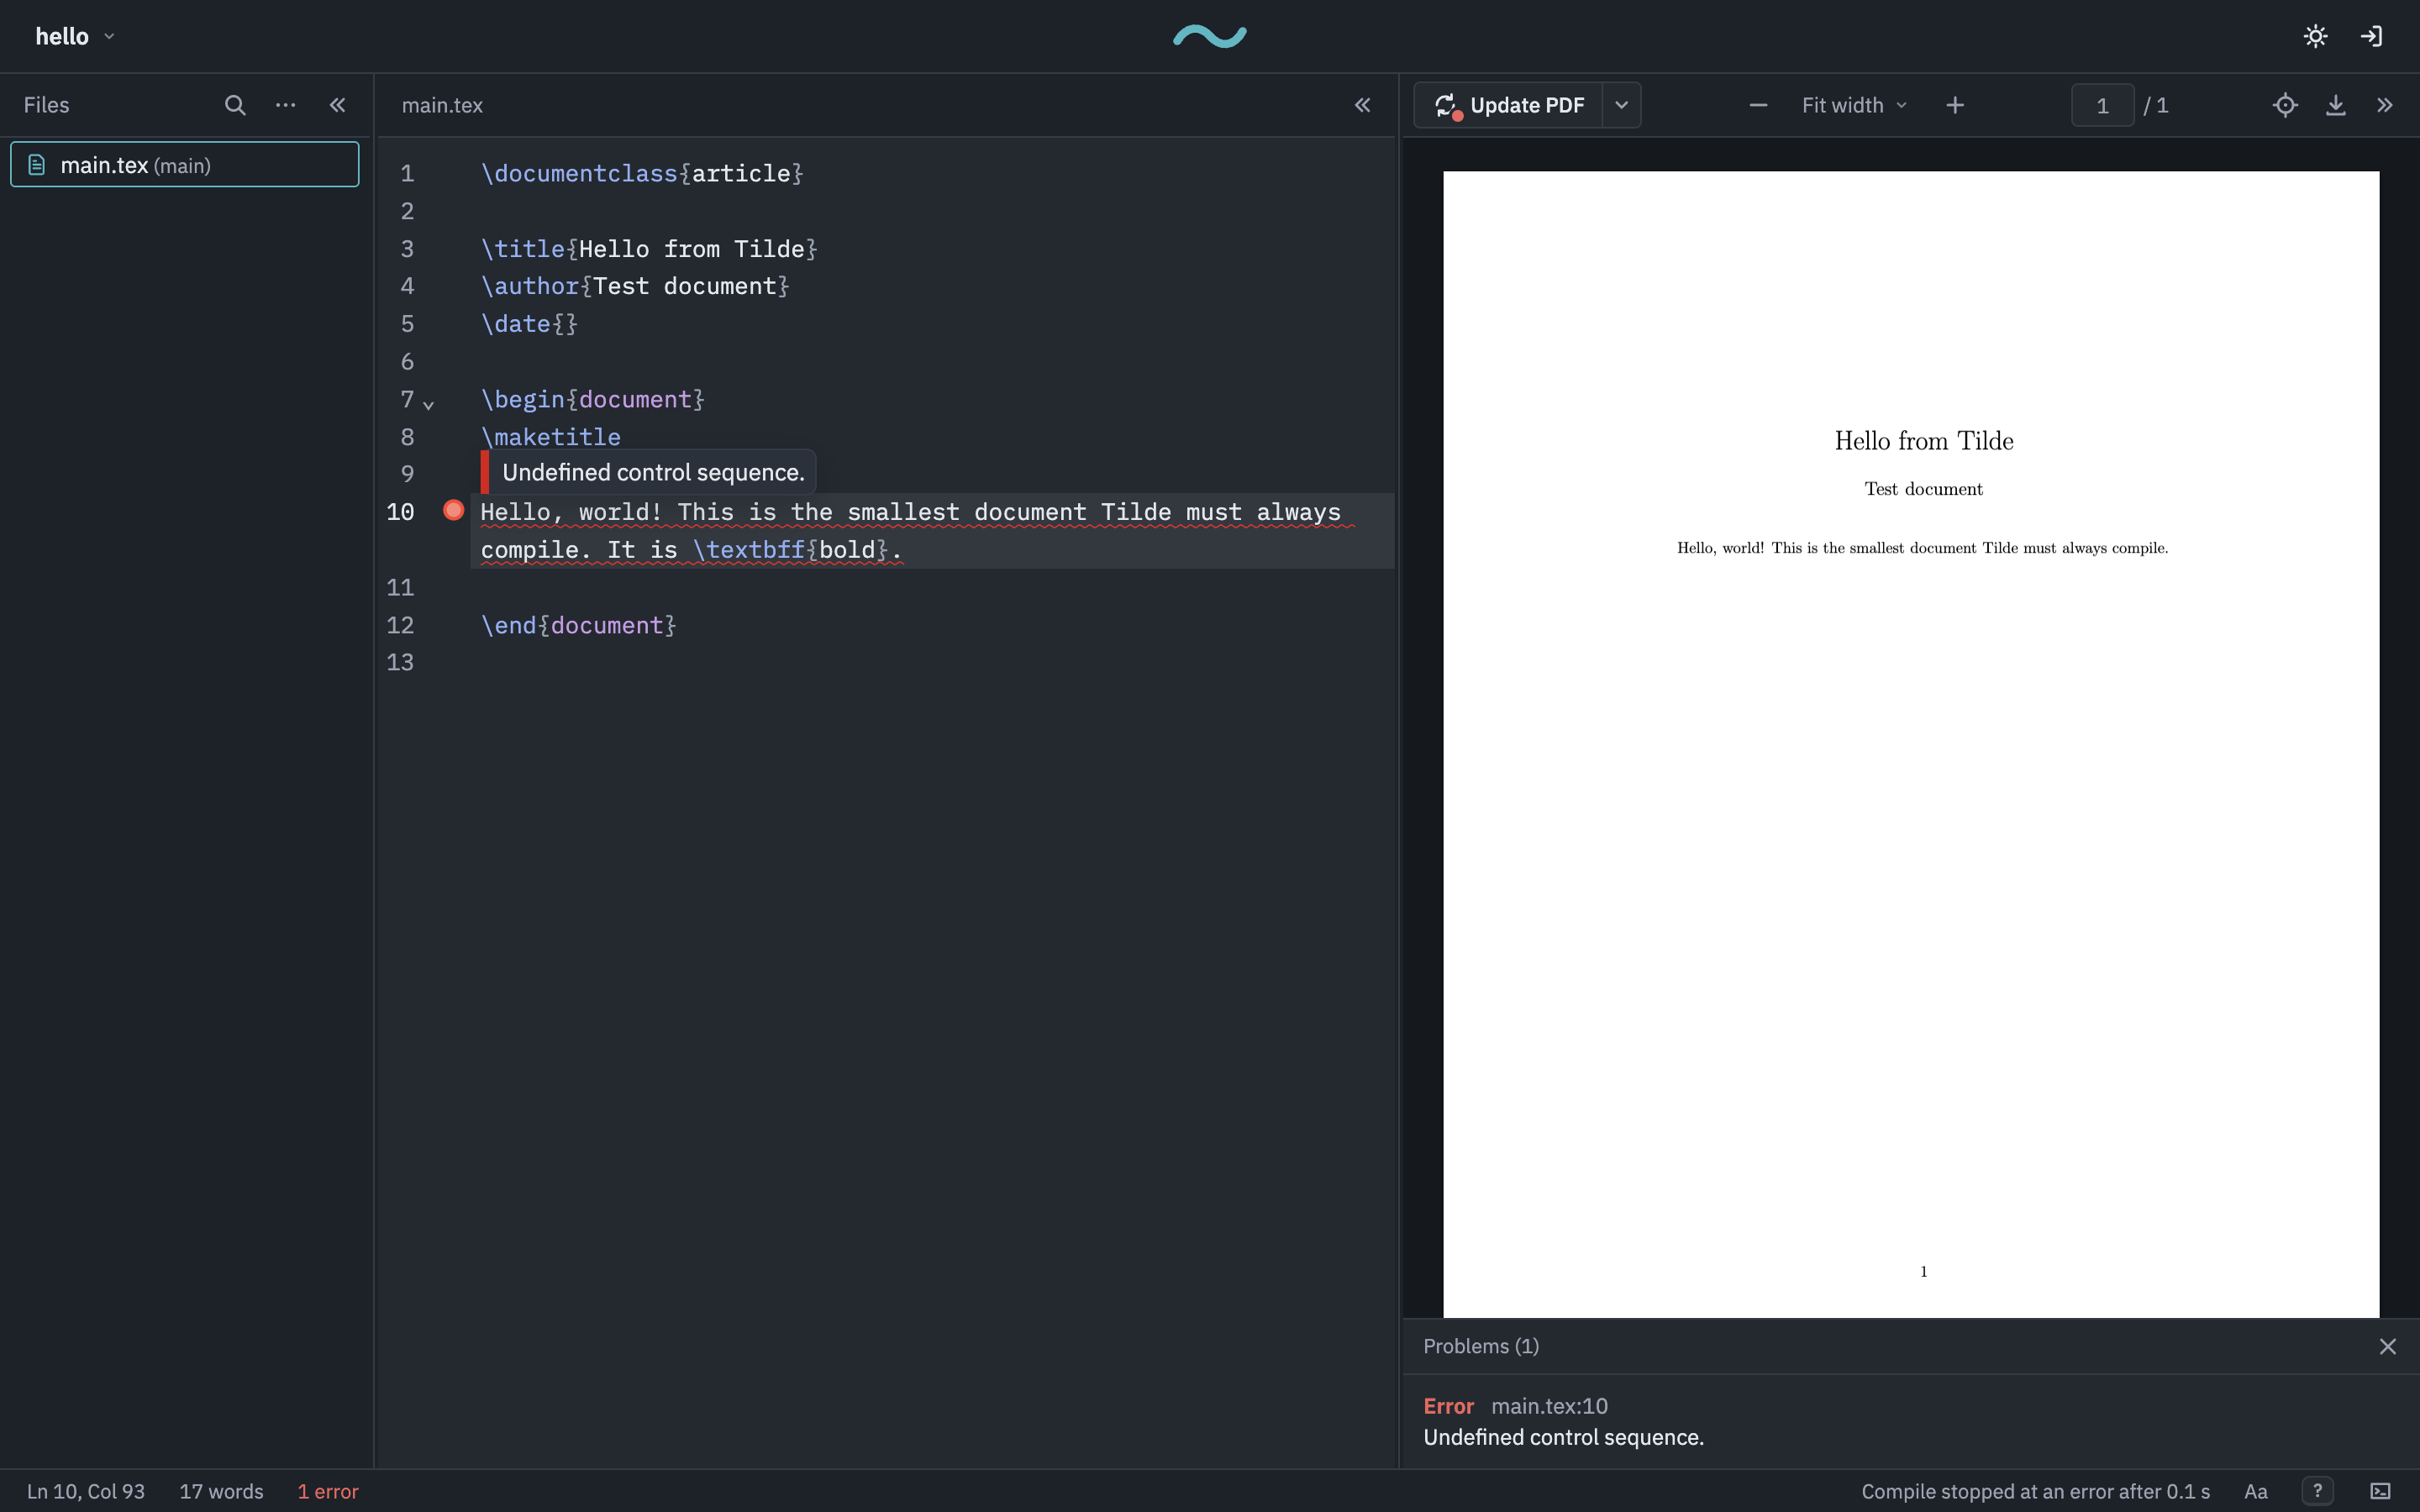 hello
Files
main.tex (main)
main.tex
1 \documentclass{article}
2
3 \title{Hello from Tilde}
4 \author{Test document}
5 \date{}
6
7 \begin{document}
8 \maketitle
9 Undefined control sequence.
10 Hello, world! This is the smallest document Tilde must always
compile. It is \textbff{bold}.
11
12 \end{document}
13
Update PDF
Fit width
1 / 1
Hello from Tilde
Test document
Hello, world! This is the smallest document Tilde must always compile.
1
Problems (1)
Error main.tex:10
Undefined control sequence.
Ln 10, Col 93 17 words 1 error
Compile stopped at an error after 0.1 s Aa ?